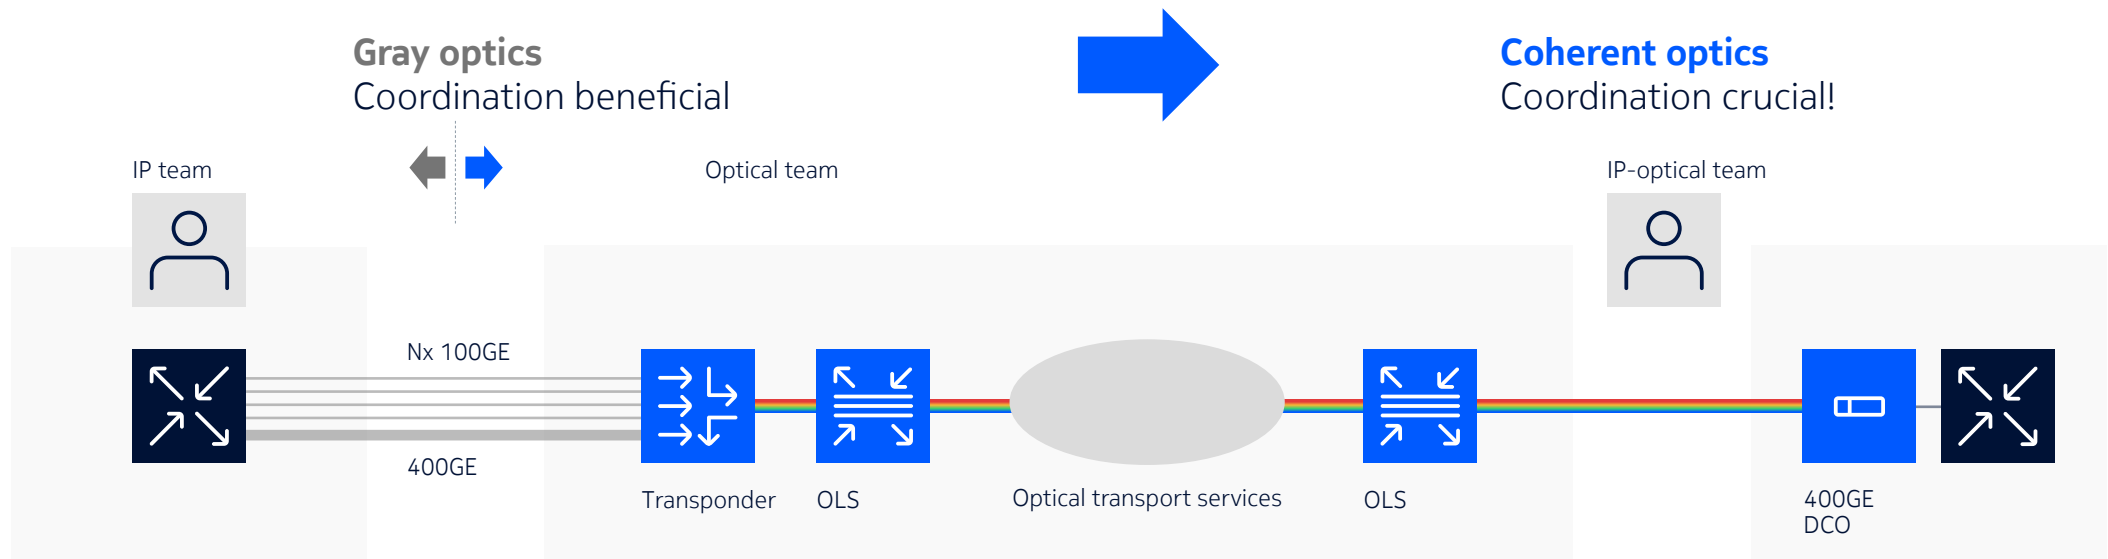 Gray optics
Coordination beneficial
Coherent optics
Coordination crucial!
IP team
Optical team
IP-optical team
Nx 100GE
400GE
Transponder
OLS
Optical transport services
OLS
400GE
DCO